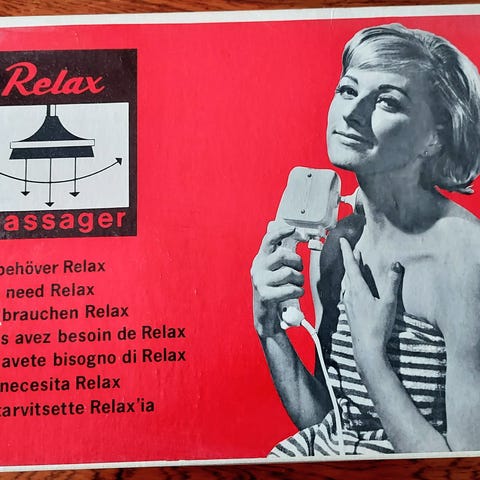 Relax
assager
behöver Relax
need Relax
brauchen Relax
s avez besoin de Relax
avete bisogno di Relax
necesita Relax
tarvitsette Relax'ia